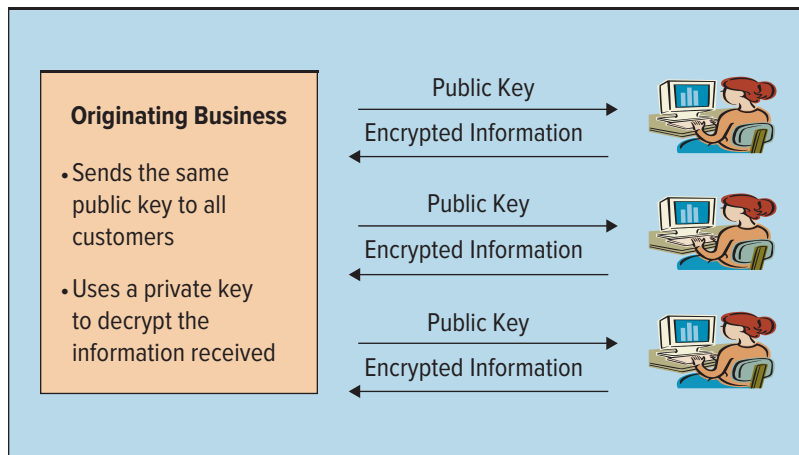 Originating Business
• Sends the same
public key to all
customers
• Uses a private key
to decrypt the
information received
Public Key
Encrypted Information
Public Key
Encrypted Information
Public Key
Encrypted Information